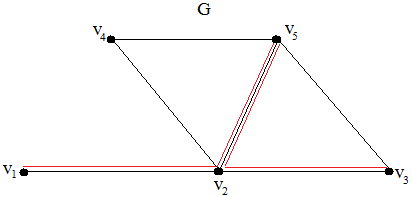 G
v₄ v₅
v₁ v₂ v₃